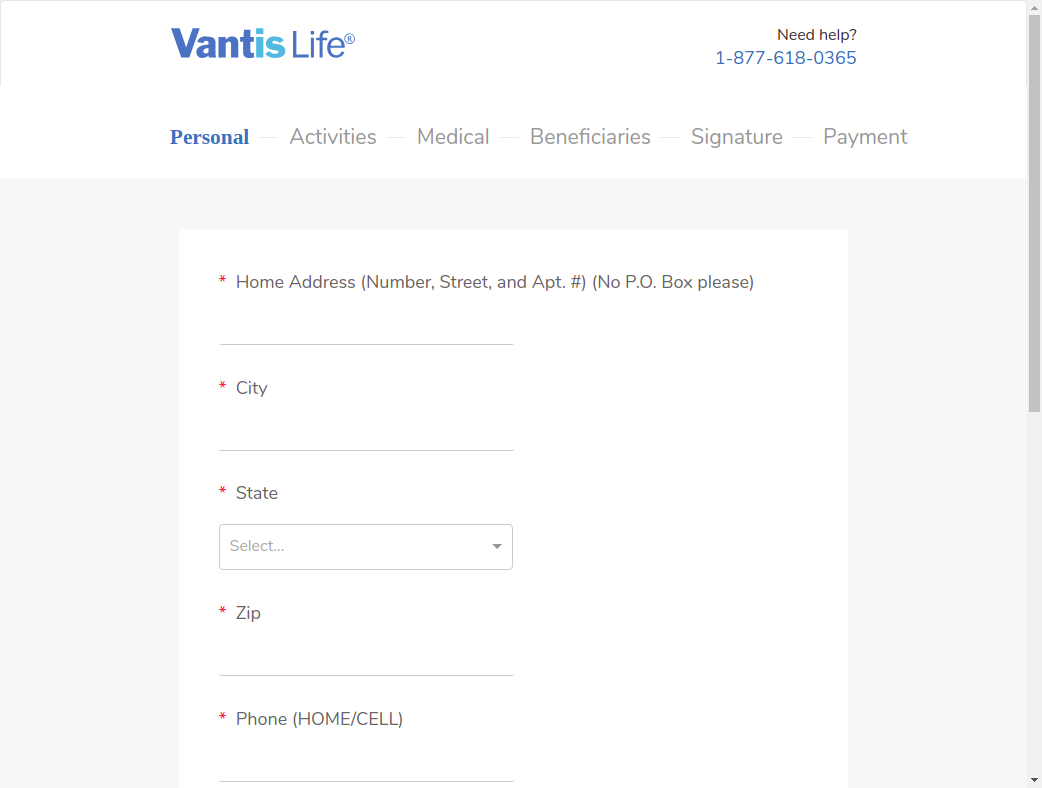 Vantis Life®
Need help?
1-877-618-0365
Personal Activities Medical Beneficiaries Signature Payment
* Home Address (Number, Street, and Apt. #) (No P.O. Box please)
* City
* State
Select...
* Zip
* Phone (HOME/CELL)